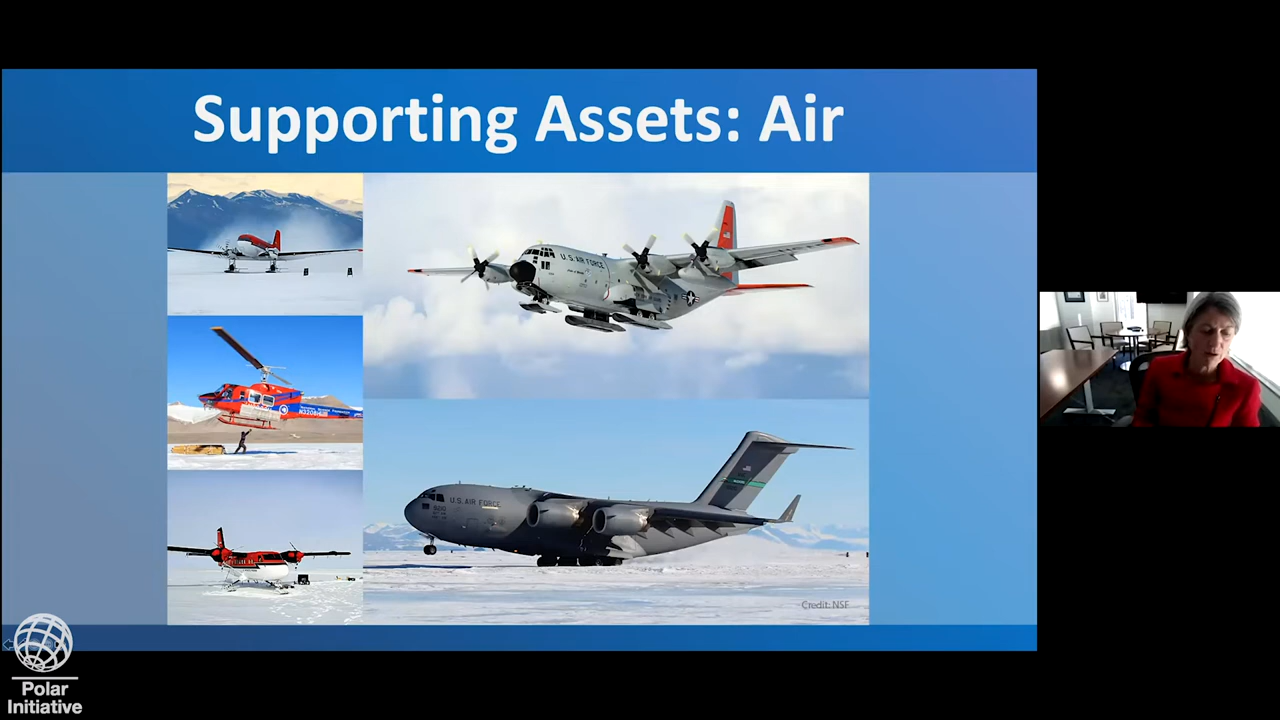 Supporting Assets: Air
U.S. AIR FORCE
U.S. AIR FORCE
Credit: NSF
Polar
Initiative